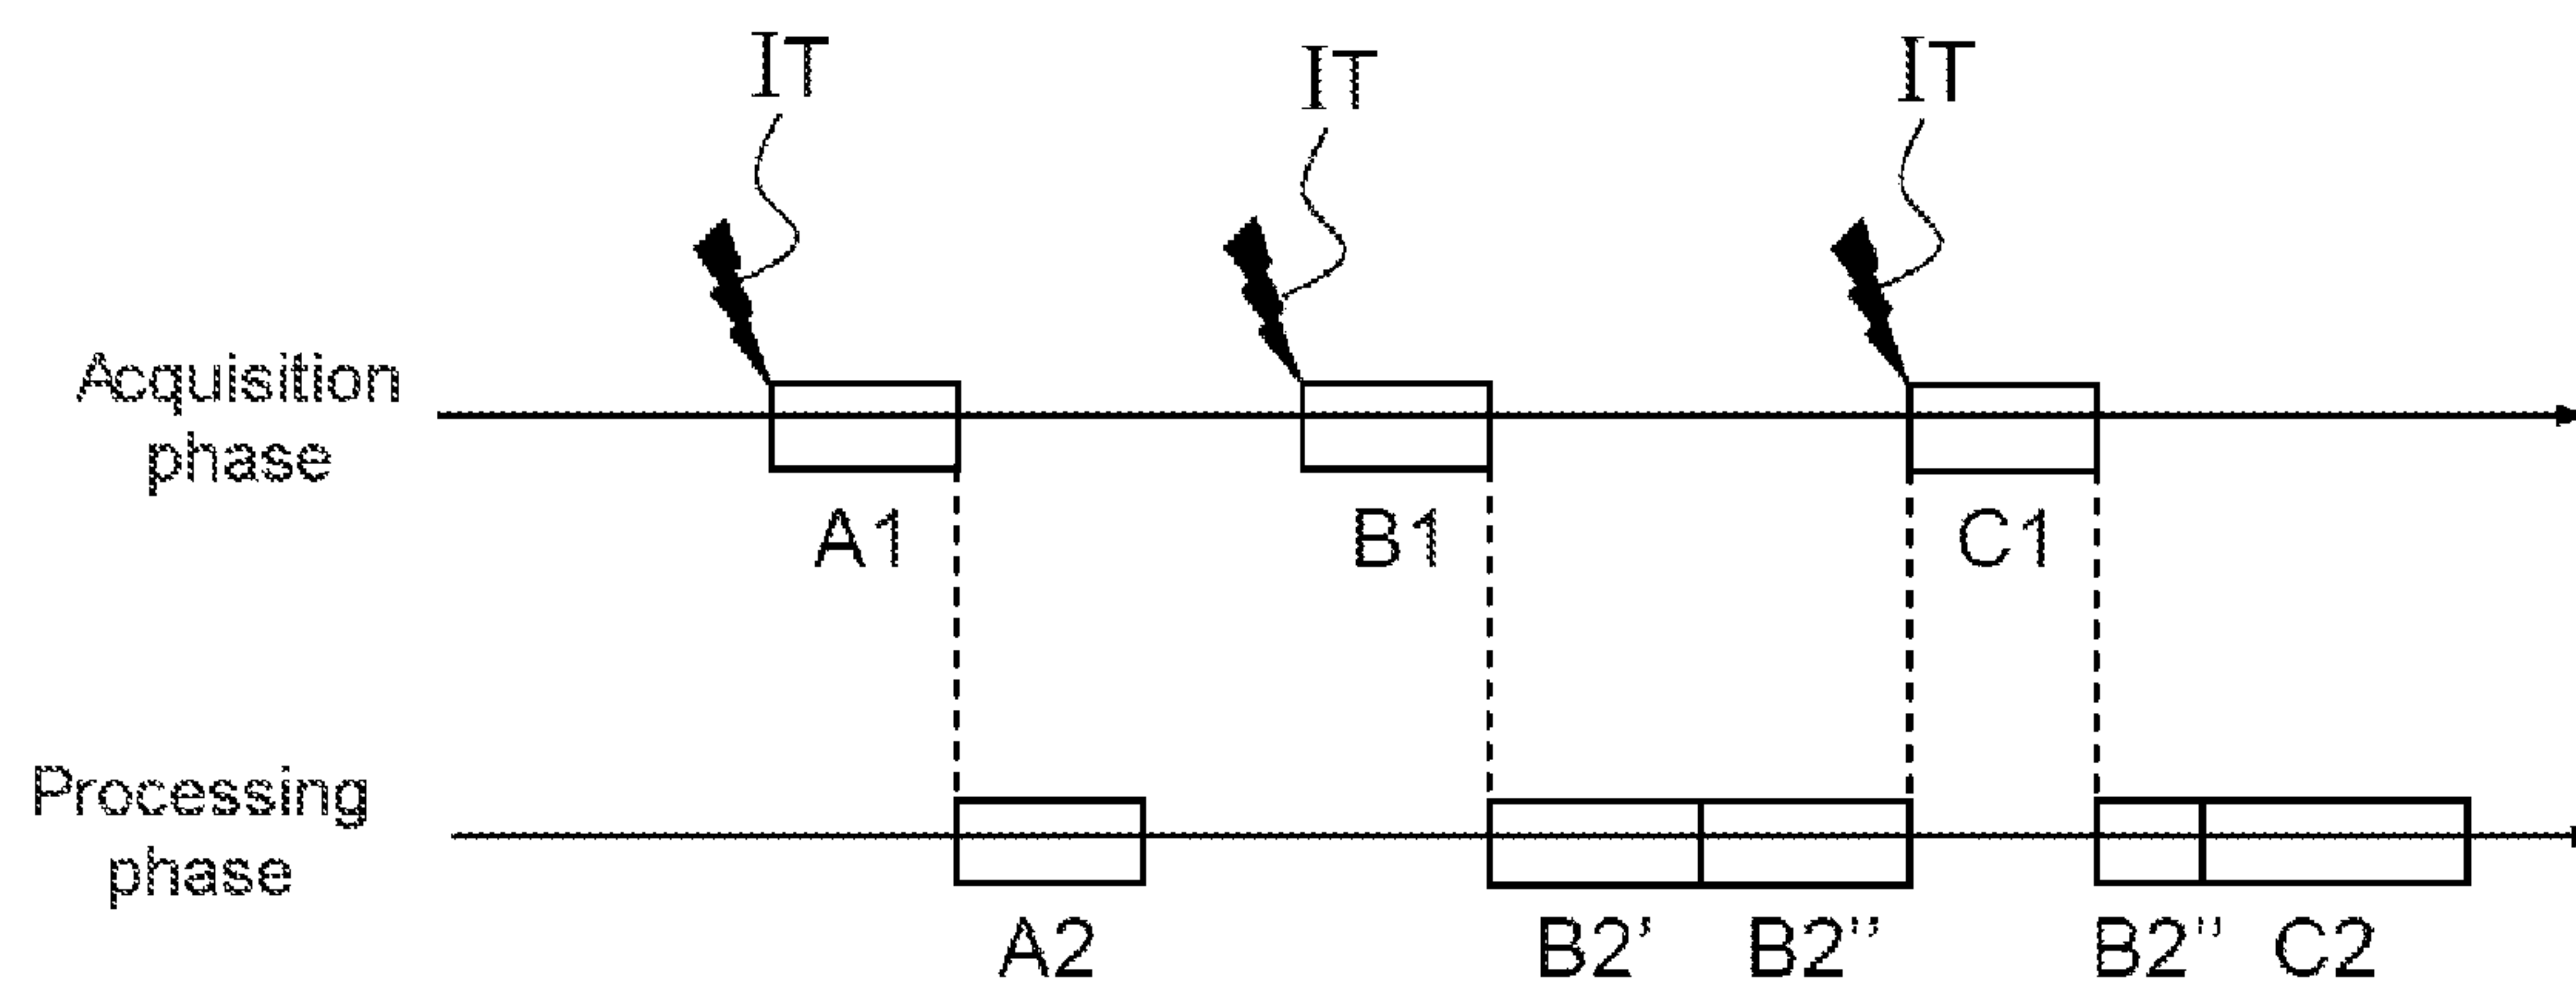 IT IT IT
Acquisition
phase
A1 B1 C1
Processing
phase
A2 B2’ B2” B2” C2